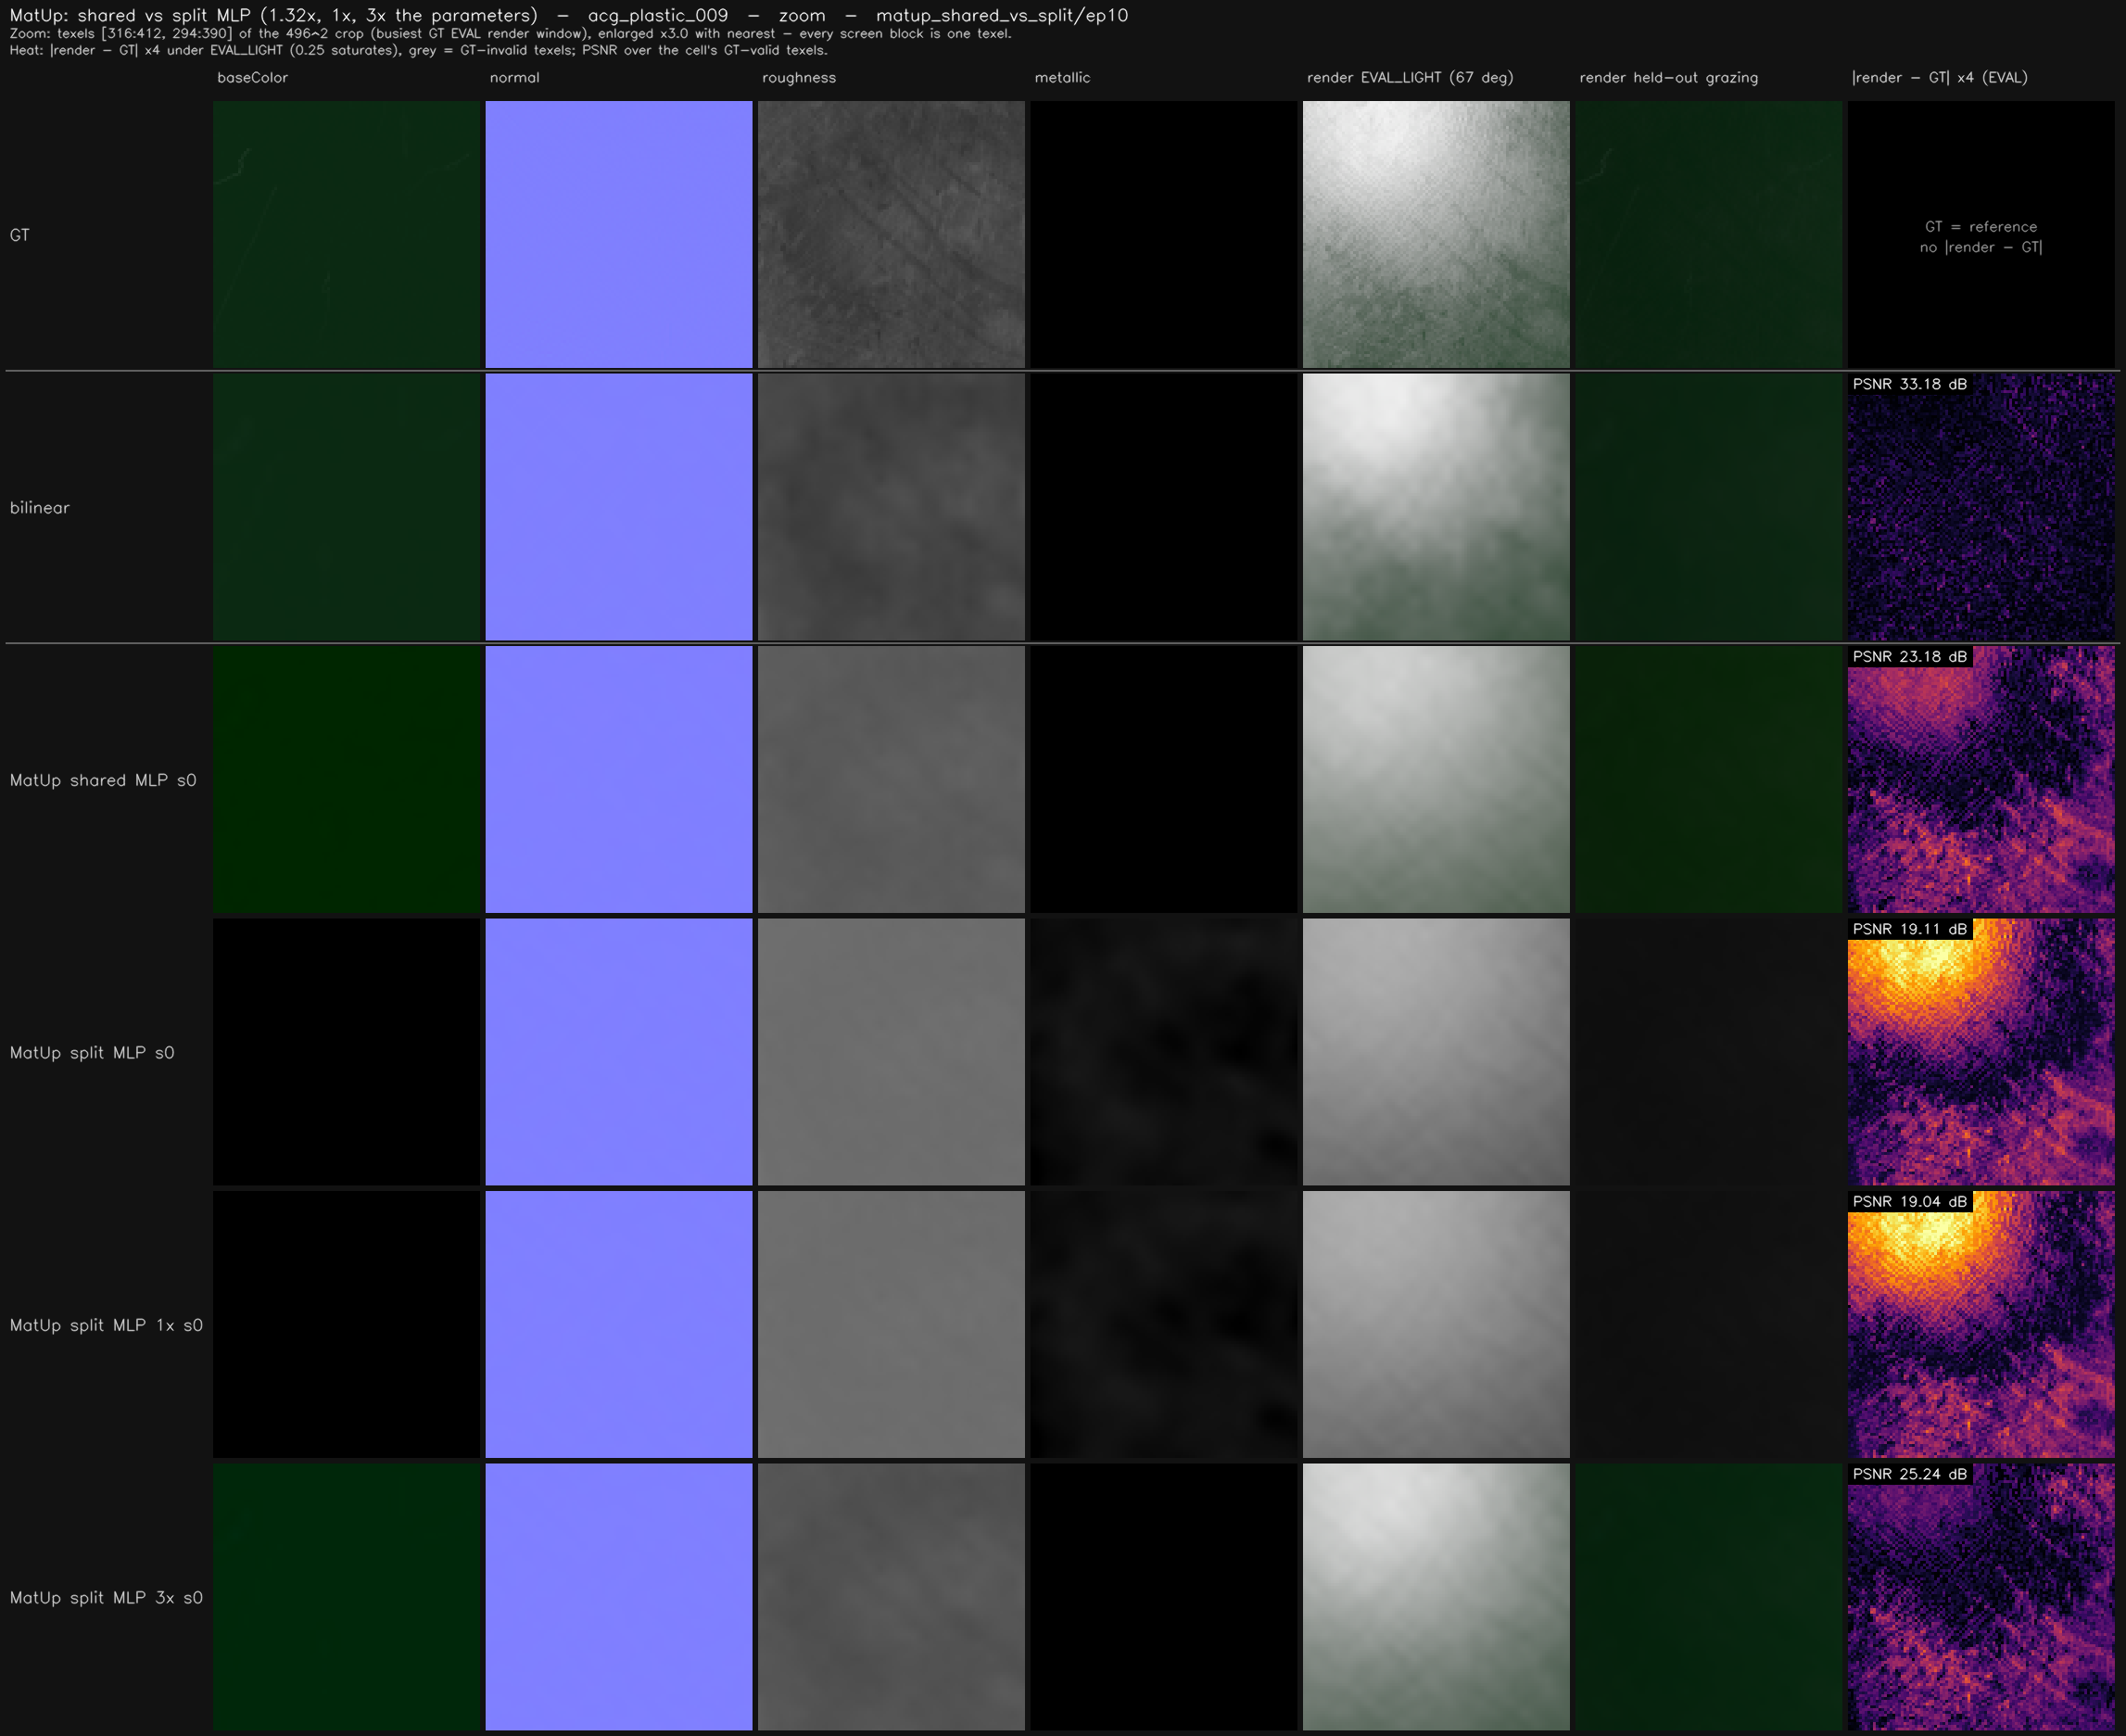 MatUp: shared vs split MLP (1.32x, 1x, 3x the parameters) — acg_plastic_009 — zoom — matup_shared_vs_split/ep10
Zoom: texels [316:412, 294:390] of the 496^2 crop (busiest GT EVAL render window), enlarged x3.0 with nearest — every screen block is one texel.
Heat: |render − GT| x4 under EVAL_LIGHT (0.25 saturates), grey = GT-invalid texels; PSNR over the cell's GT-valid texels.
baseColor normal roughness metallic render EVAL_LIGHT (67 deg) render held-out grazing |render − GT| x4 (EVAL)
GT
GT = reference
no |render − GT|
PSNR 33.18 dB
bilinear
PSNR 23.18 dB
MatUp shared MLP s0
PSNR 19.11 dB
MatUp split MLP s0
PSNR 19.04 dB
MatUp split MLP 1x s0
PSNR 25.24 dB
MatUp split MLP 3x s0